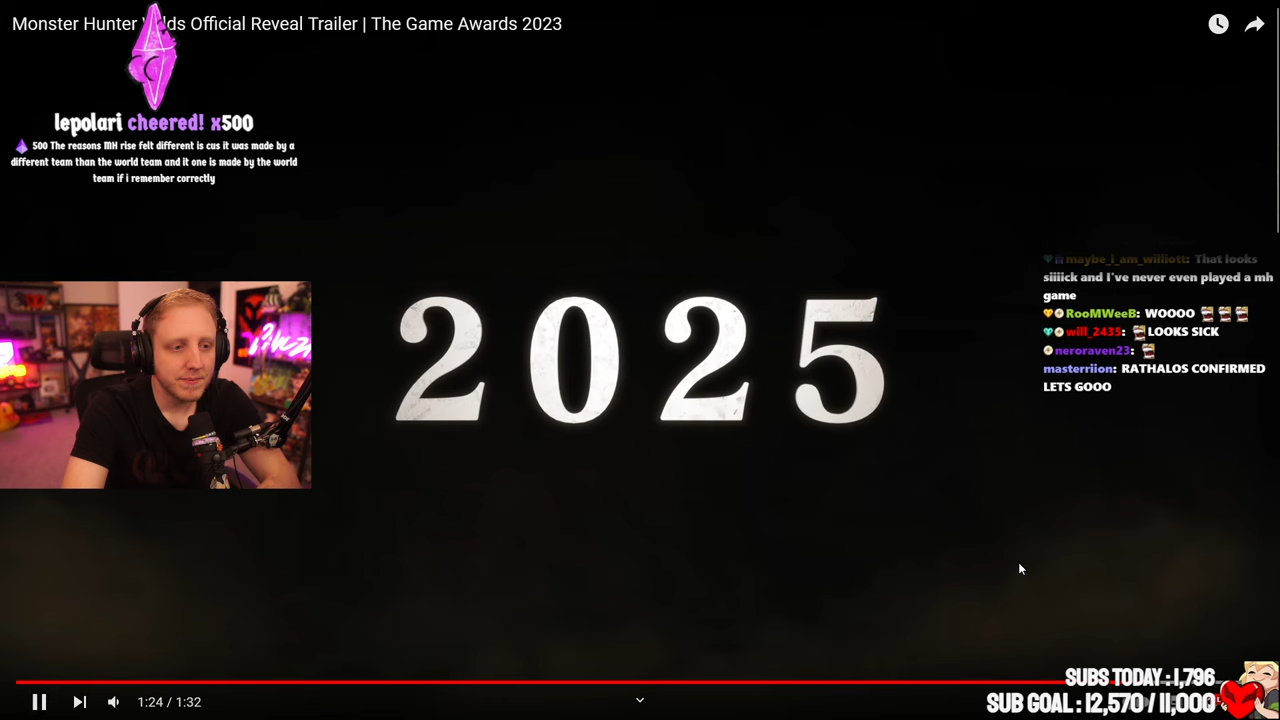 Monster Hunter lds Official Reveal Trailer | The Game Awards 2023
lepolari cheered! x500
500 The reasons MH rise felt different is cus it was made by a
different team than the world team and it one is made by the world
team if i remember correctly
maybe_i_am_williott: That looks
siiiick and I've never even played a mh
game
RooMWeeB: WOOOO
will_2435: LOOKS SICK
neroraven23:
masterriion: RATHALOS CONFIRMED
LETS GOOO
2025
SUBS TODAY : 1,796
SUB GOAL : 12,570 / 11,000
1:24 / 1:32